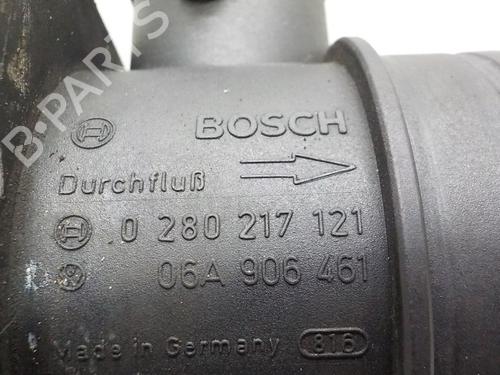 B-PARTS
BOSCH
Durchfluß
0 280 217 121
06A 906 461
Made in Germany 816